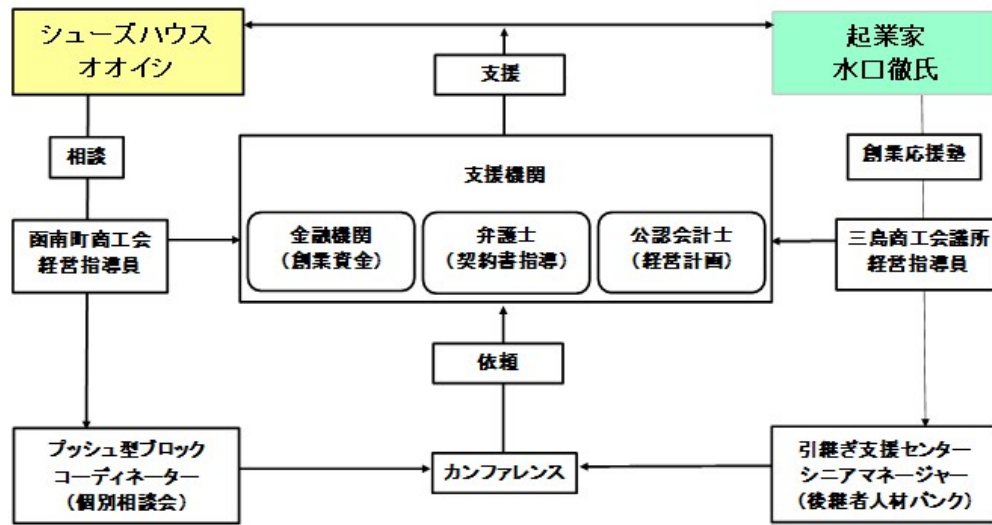 シューズハウス
オオイシ
起業家
水口徹氏
支援
相談
創業応援塾
支援機関
函南町商工会
経営指導員
金融機関
（創業資金）
弁護士
（契約書指導）
公認会計士
（経営計画）
三島商工会議所
経営指導員
依頼
プッシュ型ブロック
コーディネーター
（個別相談会）
カンファレンス
引継ぎ支援センター
シニアマネージャー
（後継者人材バンク）